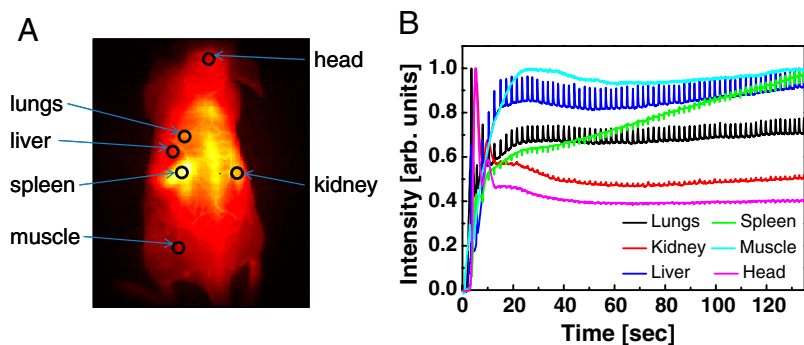 A
head
lungs
liver
spleen
kidney
muscle
B
Intensity [arb. units]
1.0
0.8
0.6
0.4
0.2
0.0
Lungs
Kidney
Liver
Spleen
Muscle
Head
0 20 40 60 80 100 120
Time [sec]